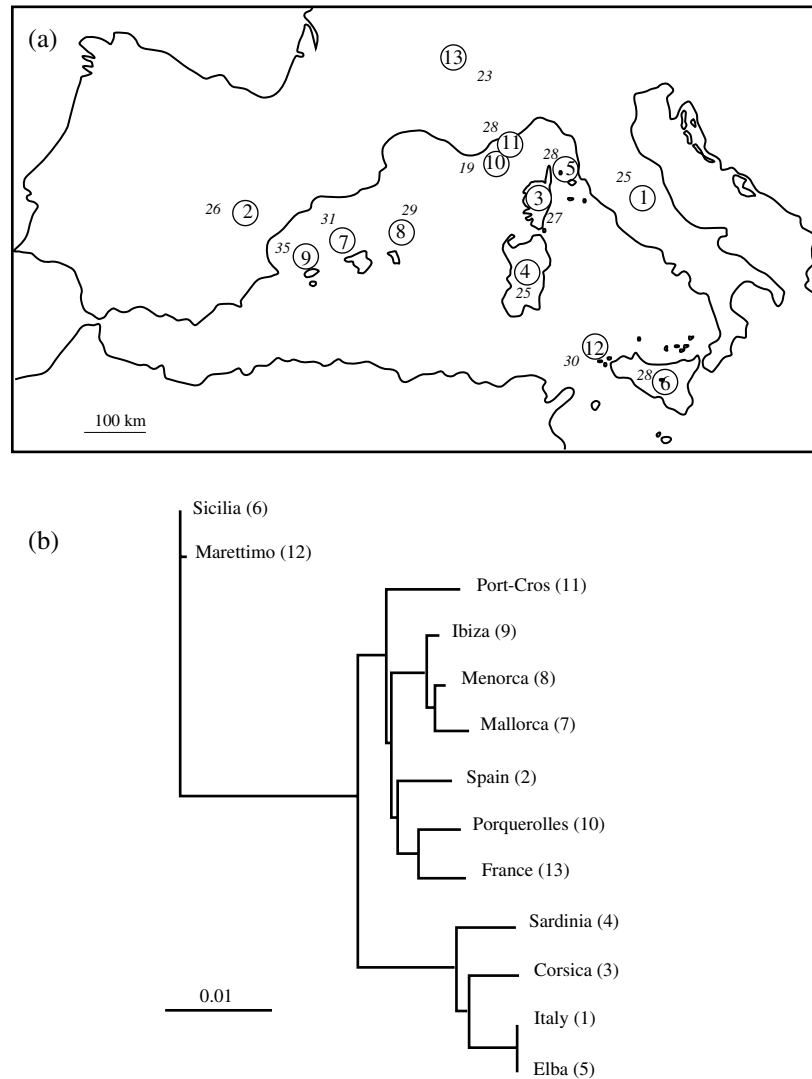 (a)
13
23
28
11
10
19
28
5
25
1
3
27
26
2
31
7
29
8
35
9
4
25
12
30
28
6
100 km
(b)
Sicilia (6)
Marettimo (12)
Port-Cros (11)
Ibiza (9)
Menorca (8)
Mallorca (7)
Spain (2)
Porquerolles (10)
France (13)
Sardinia (4)
Corsica (3)
Italy (1)
Elba (5)
0.01